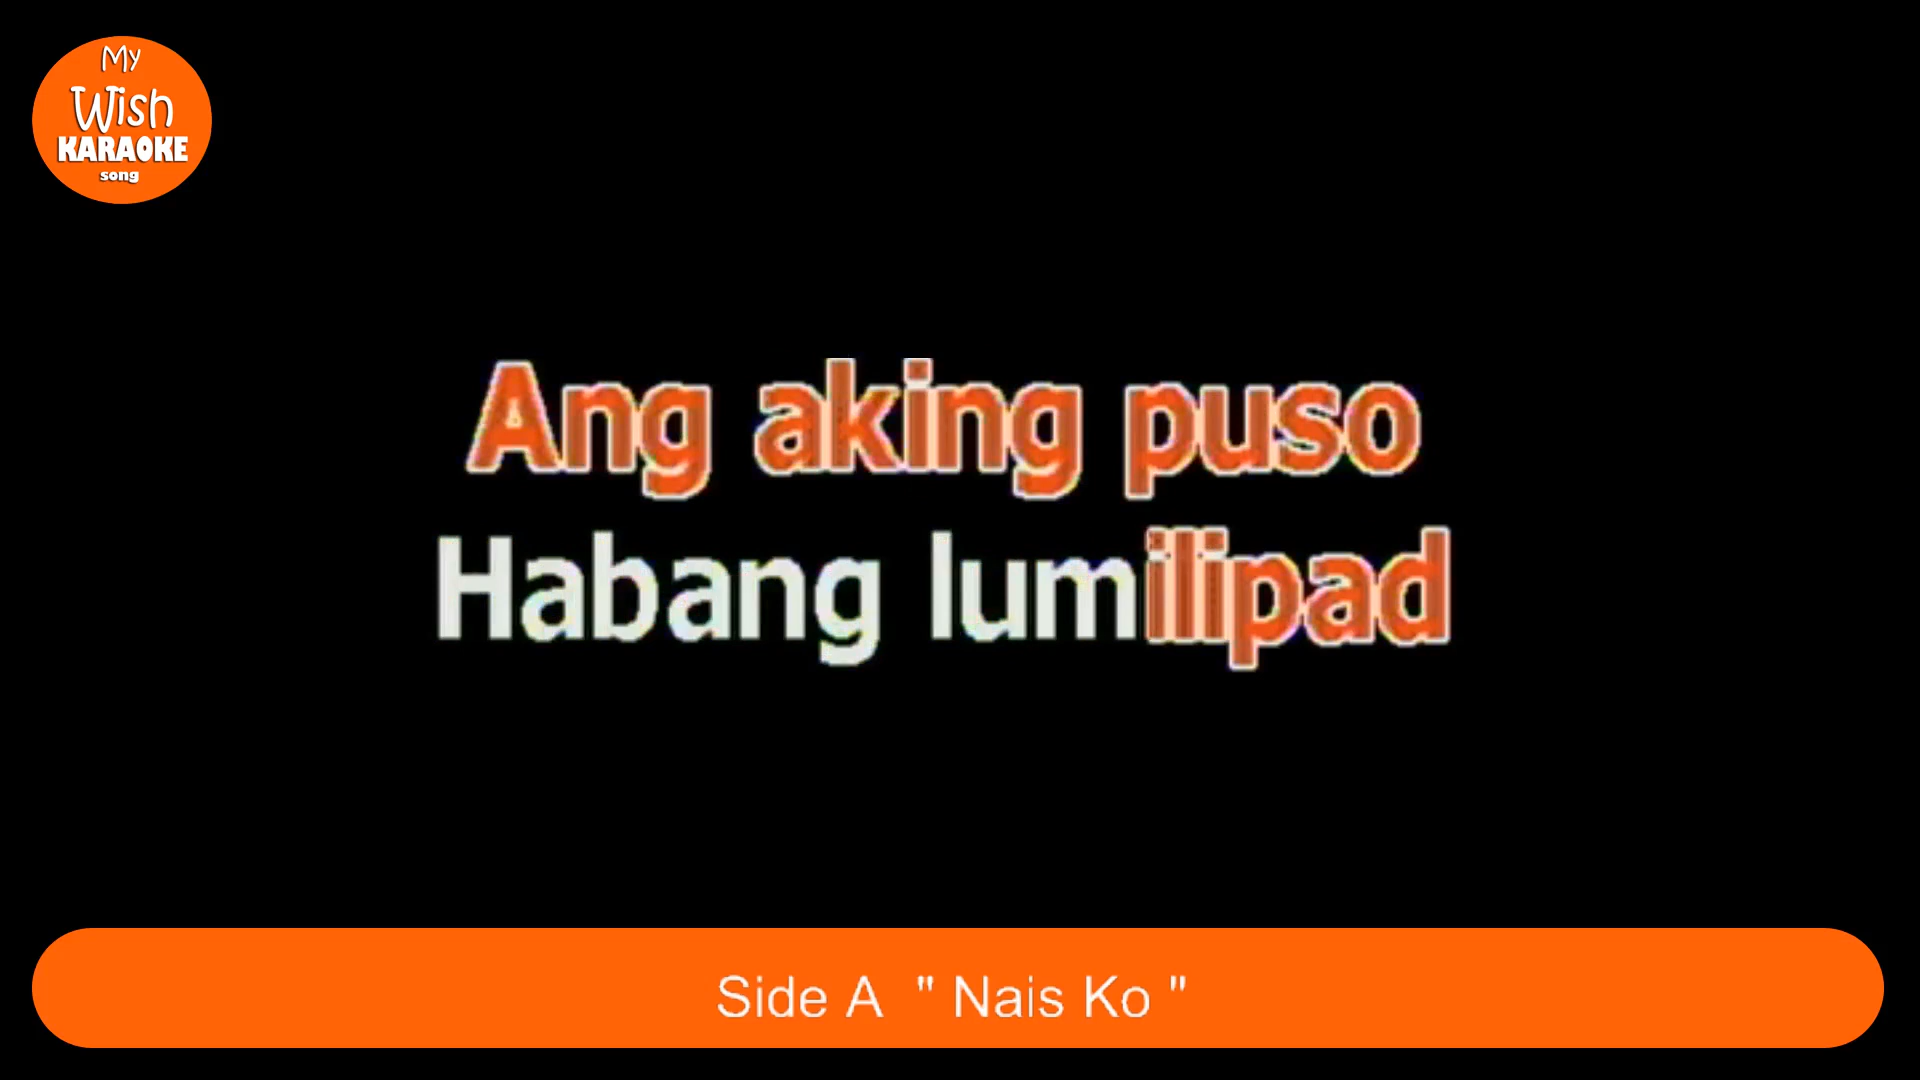 My
Wish
KARAOKE
song
Ang aking puso
Habang lumilipad
Side A " Nais Ko "